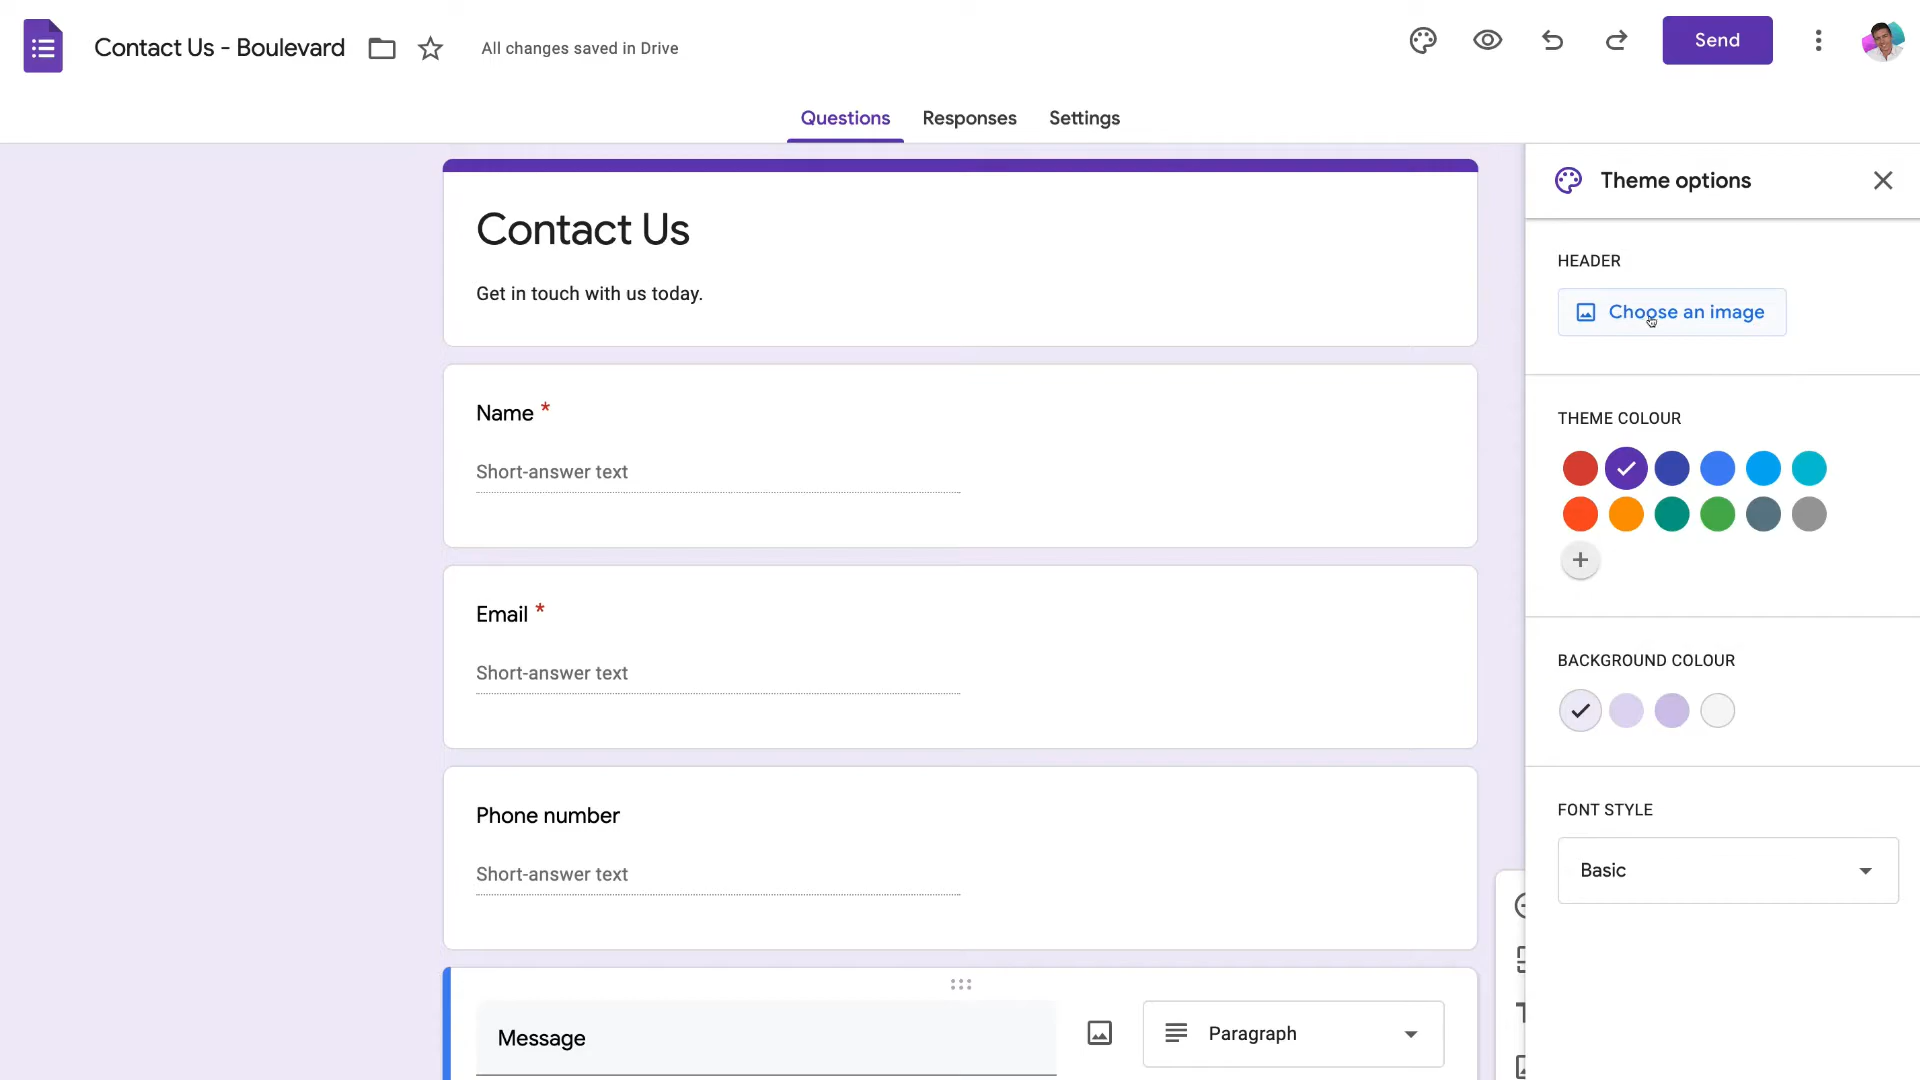 Contact Us - Boulevard
All changes saved in Drive
Send
Questions
Responses
Settings
Contact Us
Get in touch with us today.
Name *
Short-answer text
Email *
Short-answer text
Phone number
Short-answer text
Message
Paragraph
Theme options
HEADER
Choose an image
THEME COLOUR
BACKGROUND COLOUR
FONT STYLE
Basic